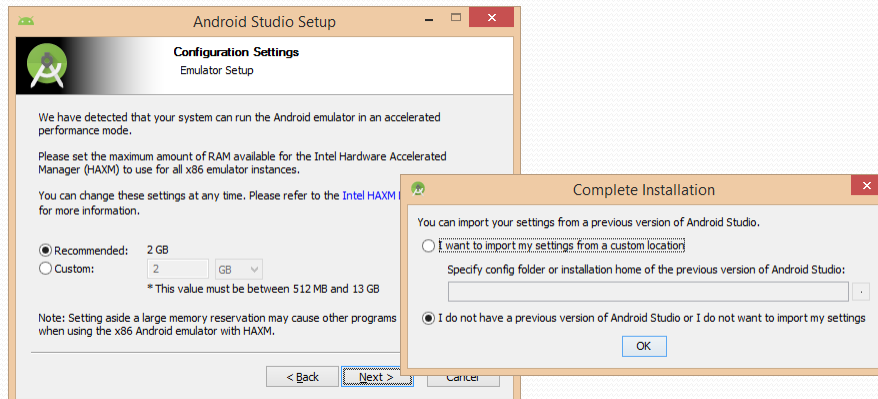 Android Studio Setup
Configuration Settings
Emulator Setup
We have detected that your system can run the Android emulator in an accelerated
performance mode.
Please set the maximum amount of RAM available for the Intel Hardware Accelerated
Manager (HAXM) to use for all x86 emulator instances.
You can change these settings at any time. Please refer to the Intel HAXM
for more information.
Recommended: 2 GB
Custom: 2 GB
* This value must be between 512 MB and 13 GB
Note: Setting aside a large memory reservation may cause other programs
when using the x86 Android emulator with HAXM.
< Back Next > Cancel
Complete Installation
You can import your settings from a previous version of Android Studio.
I want to import my settings from a custom location
Specify config folder or installation home of the previous version of Android Studio:
.
I do not have a previous version of Android Studio or I do not want to import my settings
OK